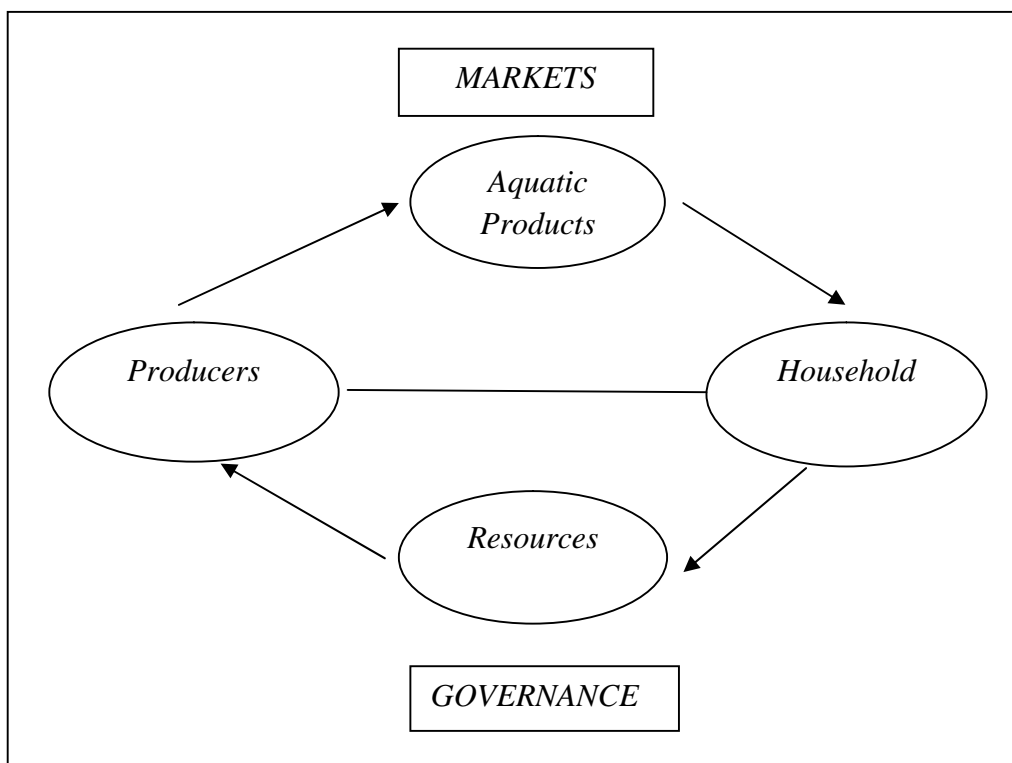 MARKETS
Aquatic
Products
Producers
Household
Resources
GOVERNANCE